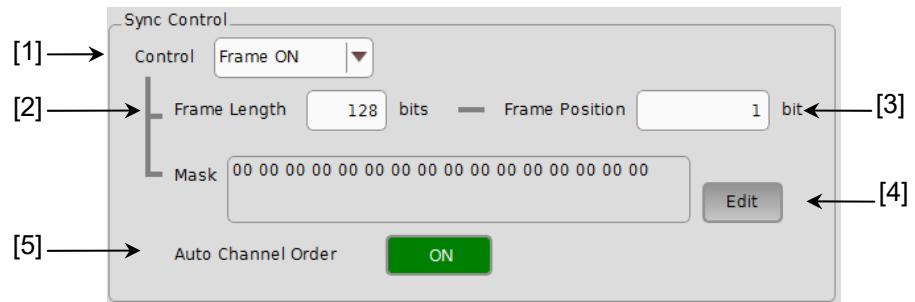 Sync Control
[1] Control Frame ON
[2] Frame Length 128 bits Frame Position 1 bit [3]
Mask 00 00 00 00 00 00 00 00 00 00 00 00 00 00 00 00
Edit [4]
[5] Auto Channel Order ON